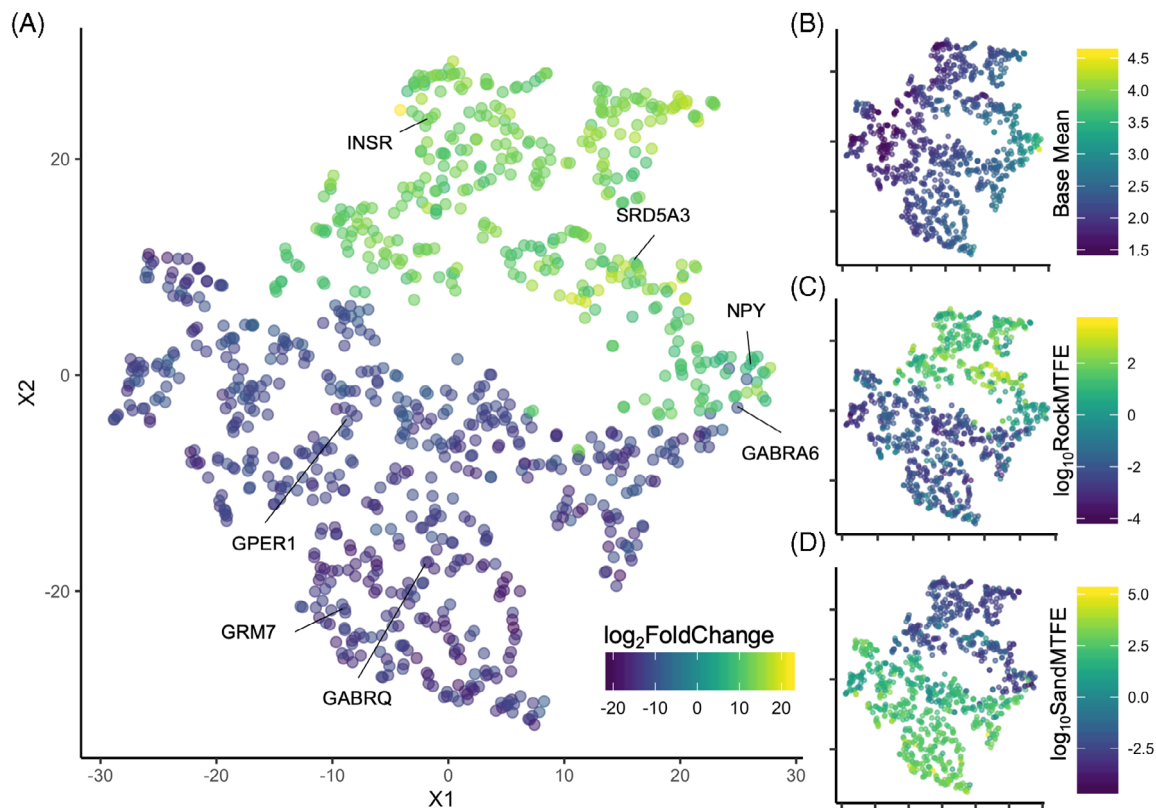 (A)
INSR
SRD5A3
NPY
GABRA6
GPER1
GRM7
GABRQ
20
0
-20
X2
-30
-20
-10
0
10
20
30
X1
log₂FoldChange
-20
-10
0
10
20
(B)
Base Mean
4.5
4.0
3.5
3.0
2.5
2.0
1.5
(C)
log₁₀RockMTFE
2
0
-2
-4
(D)
log₁₀SandMTFE
5.0
2.5
0.0
-2.5